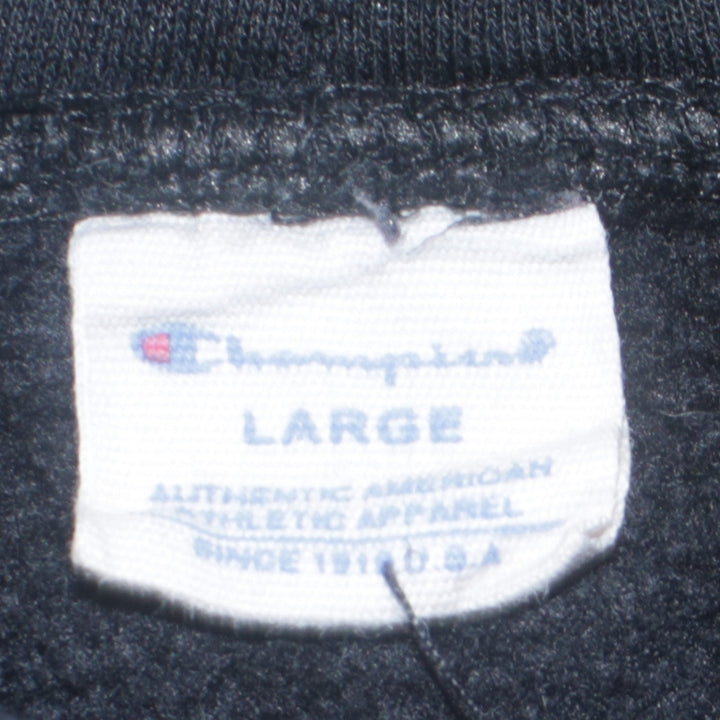 Champion
LARGE
AUTHENTIC AMERICAN
ATHLETIC APPAREL
SINCE 1919 U.S.A